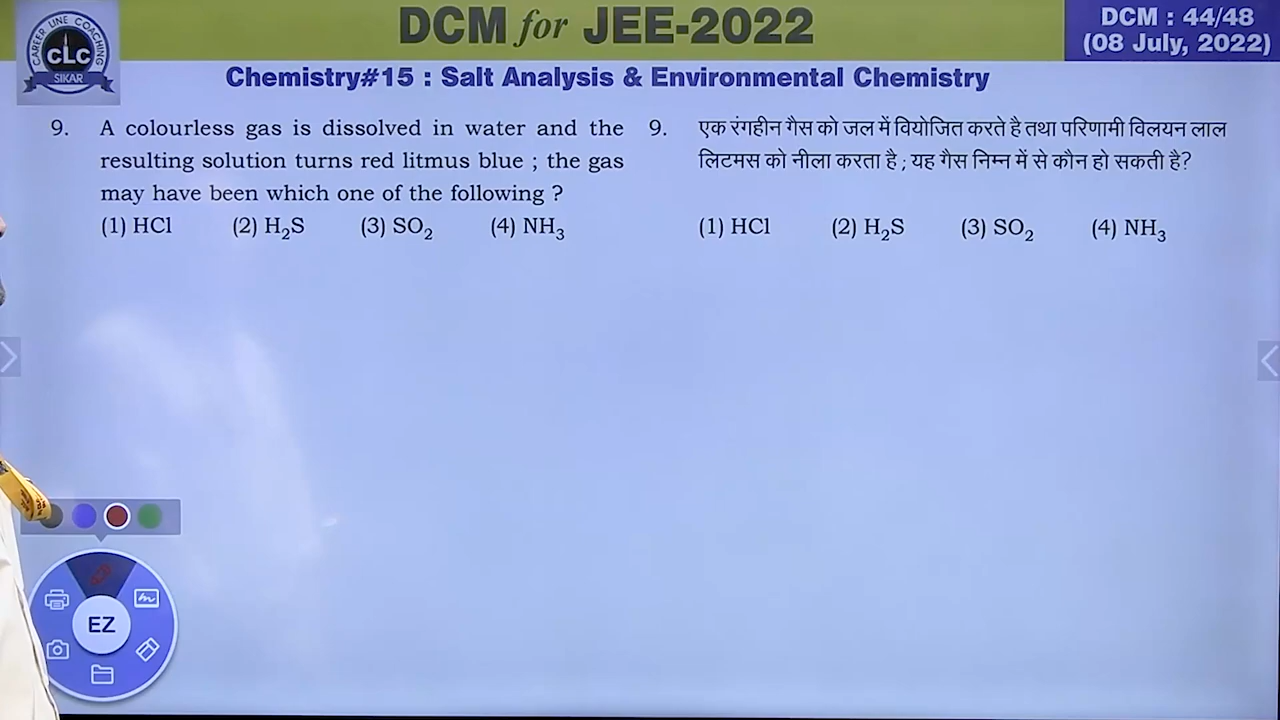 DCM for JEE-2022
DCM : 44/48
(08 July, 2022)
CAREER LINE COACHING
CLC
SIKAR
Chemistry#15 : Salt Analysis & Environmental Chemistry
9. A colourless gas is dissolved in water and the
resulting solution turns red litmus blue ; the gas
may have been which one of the following ?
(1) HCl (2) H₂S (3) SO₂ (4) NH₃
9. एक रंगहीन गैस को जल में वियोजित करते है तथा परिणामी विलयन लाल
लिटमस को नीला करता है ; यह गैस निम्न में से कौन हो सकती है?
(1) HCl (2) H₂S (3) SO₂ (4) NH₃
EZ